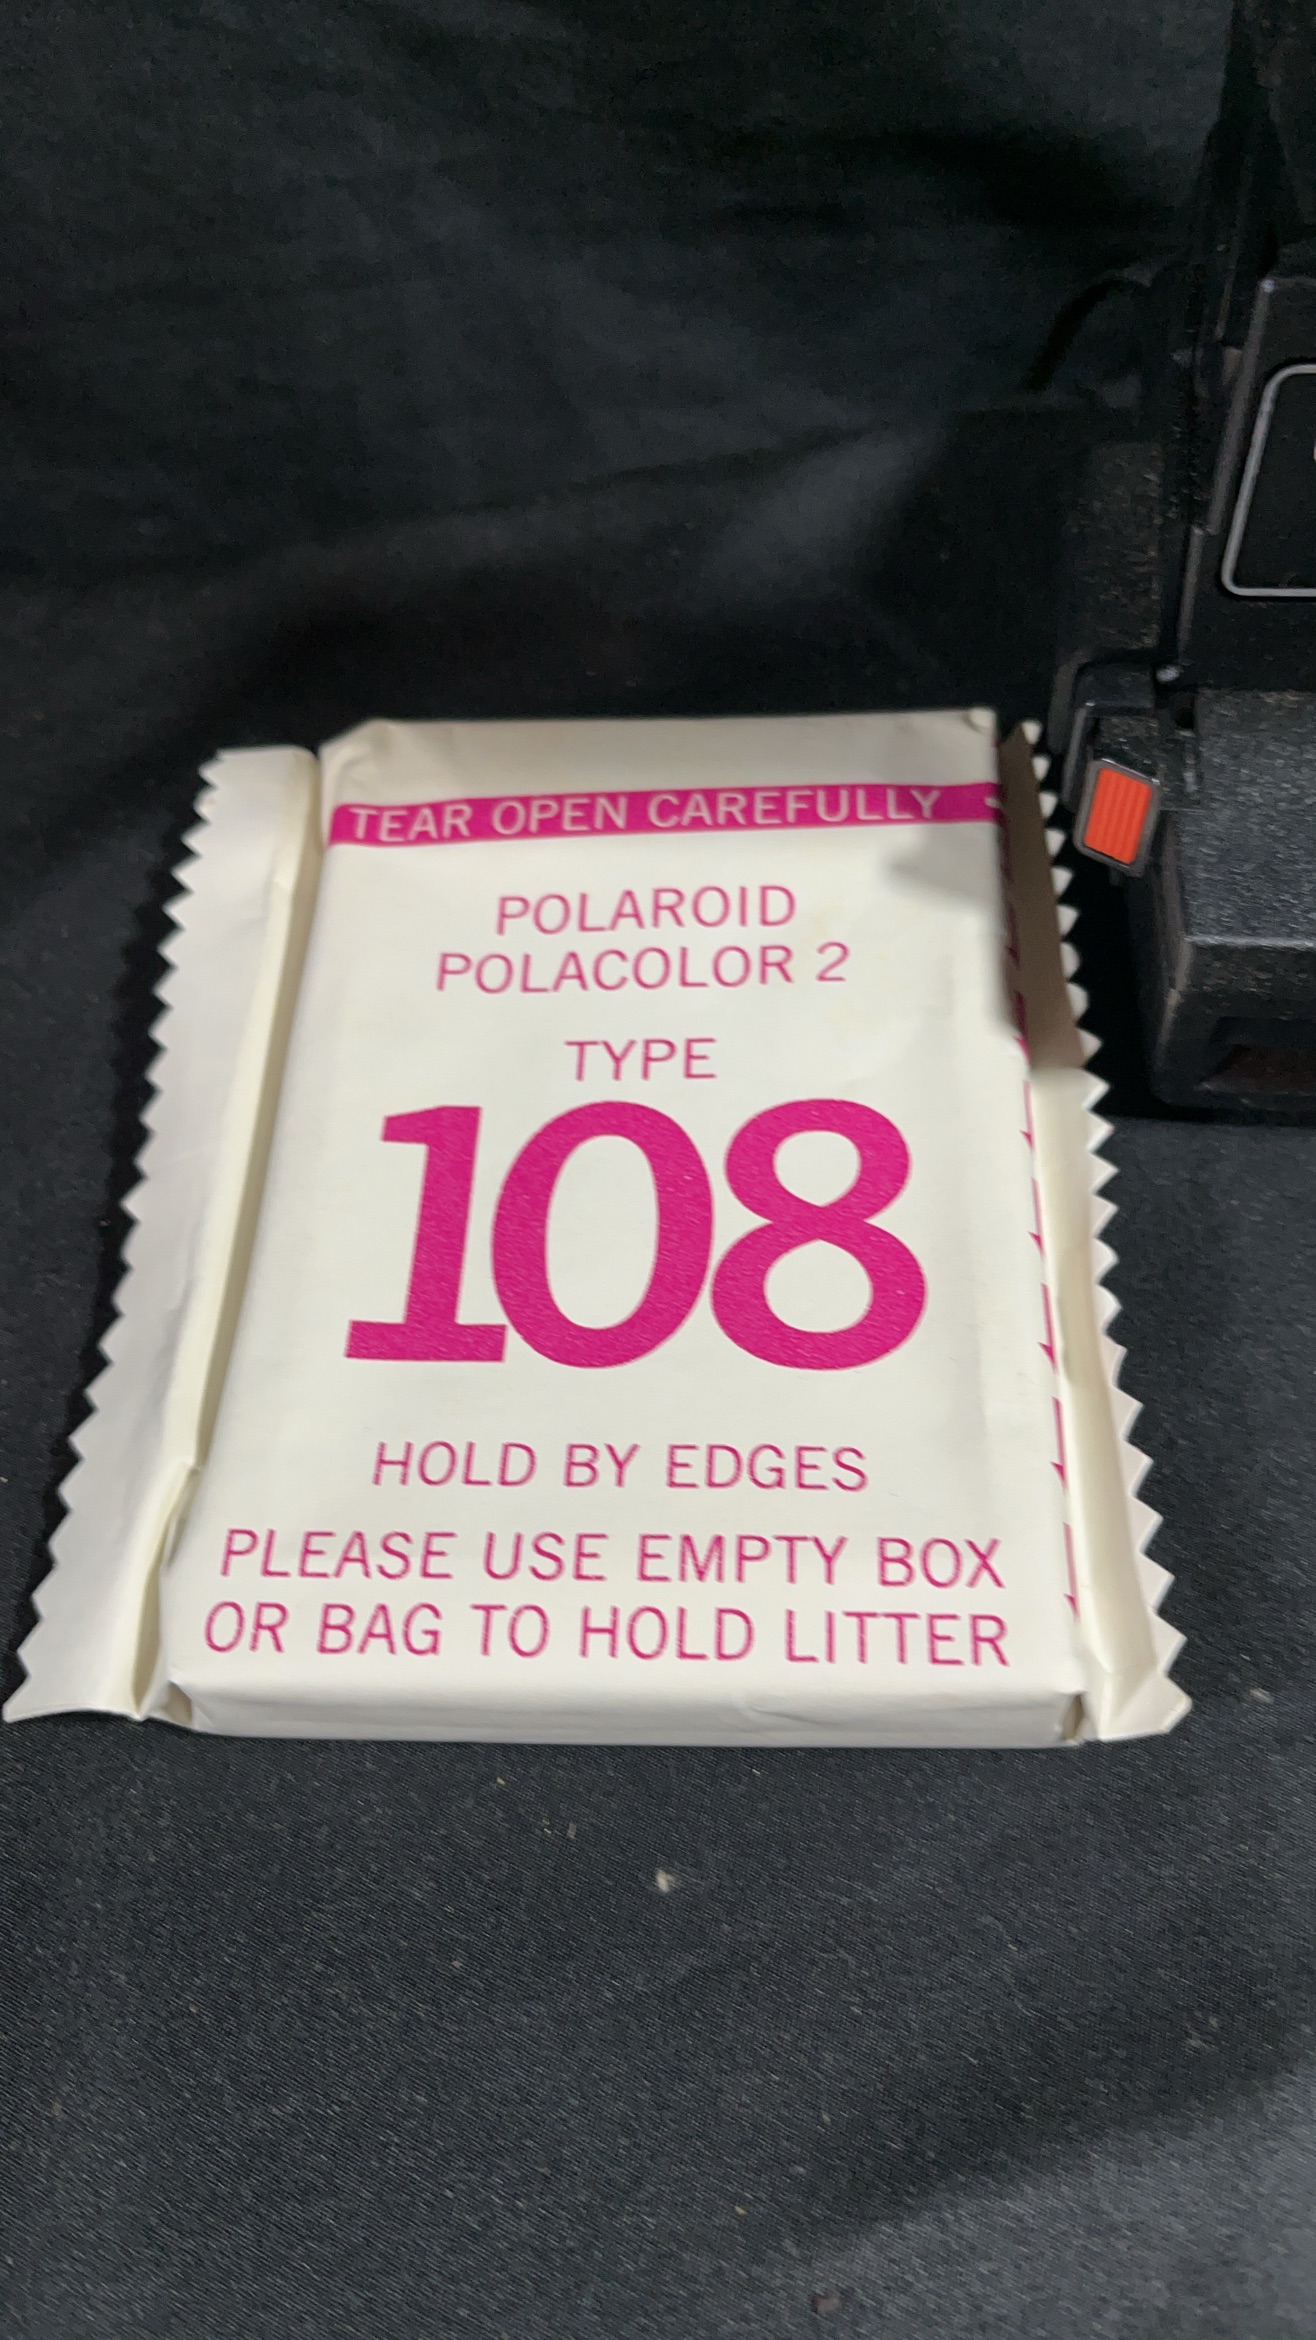 TEAR OPEN CAREFULLY
POLAROID
POLACOLOR 2
TYPE
108
HOLD BY EDGES
PLEASE USE EMPTY BOX
OR BAG TO HOLD LITTER